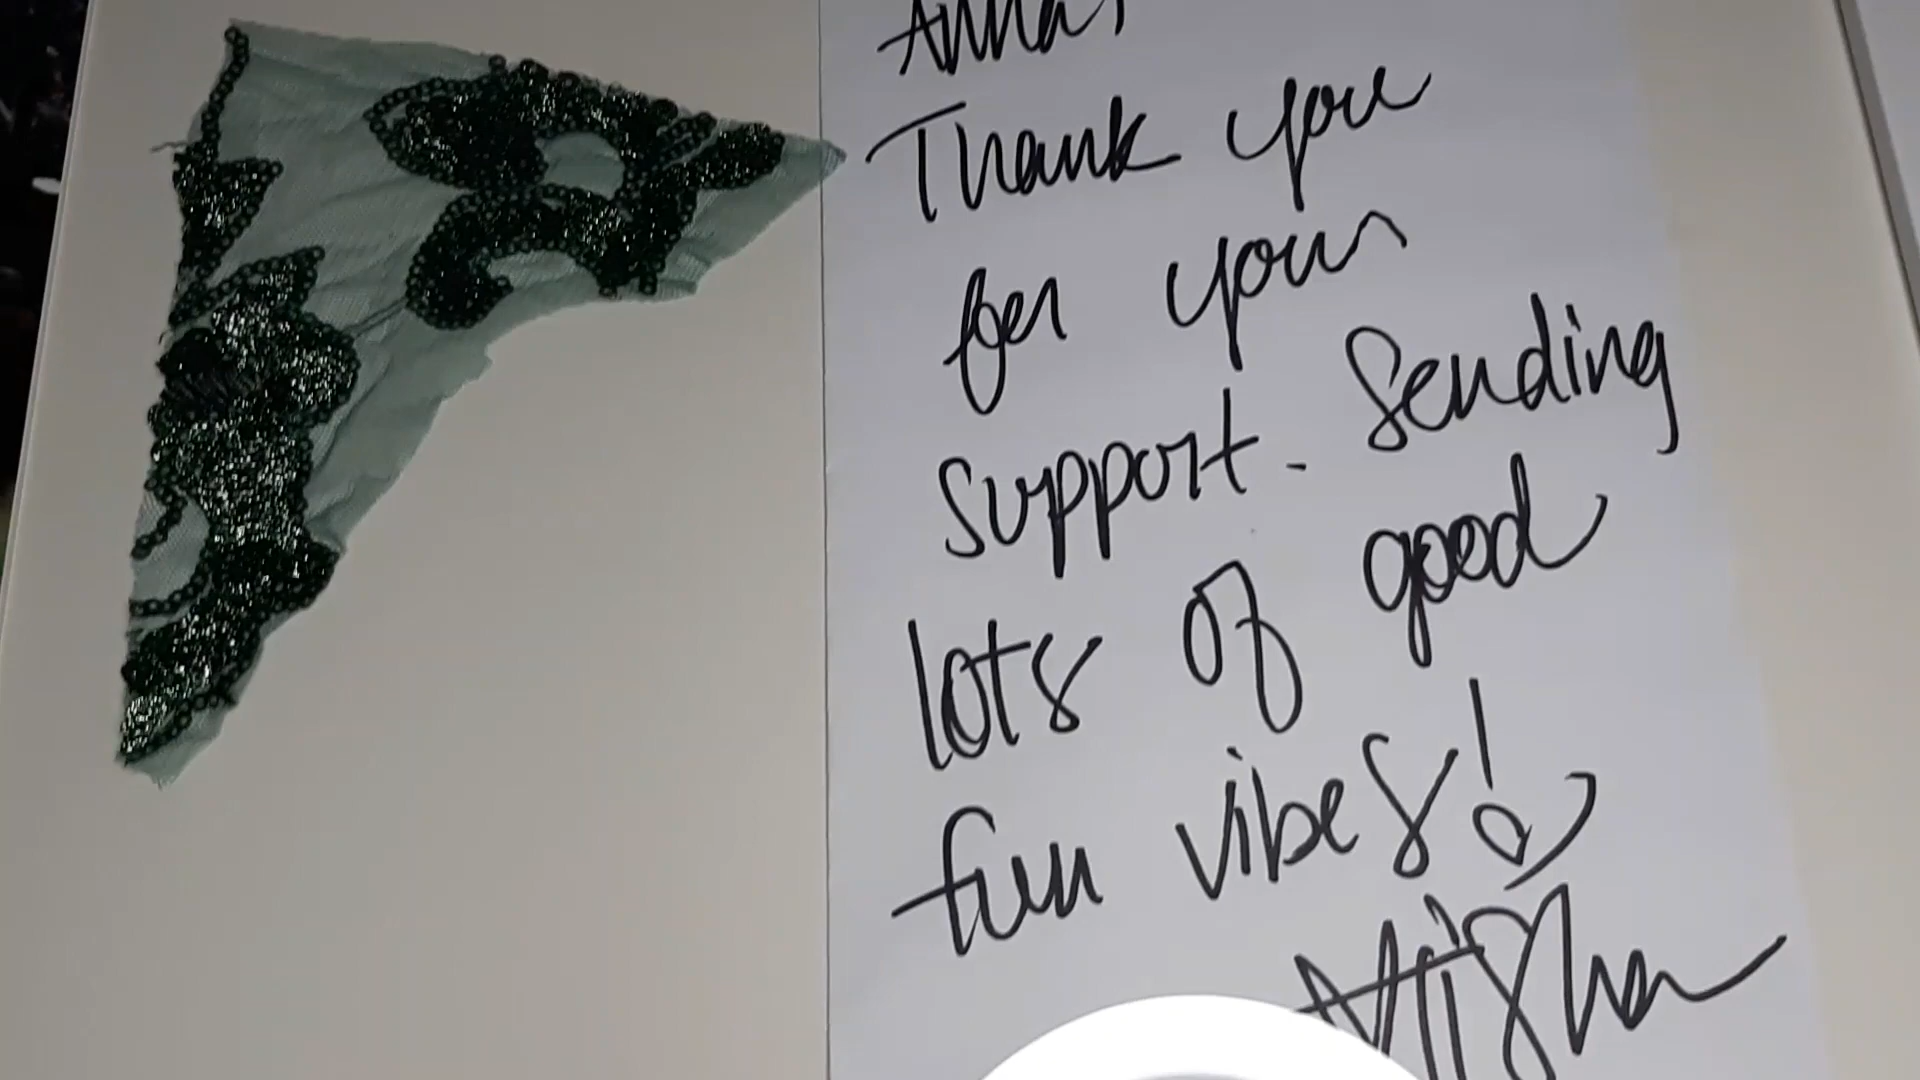 Anna,
Thank you
for your
support. Sending
lots of good
fun vibes!